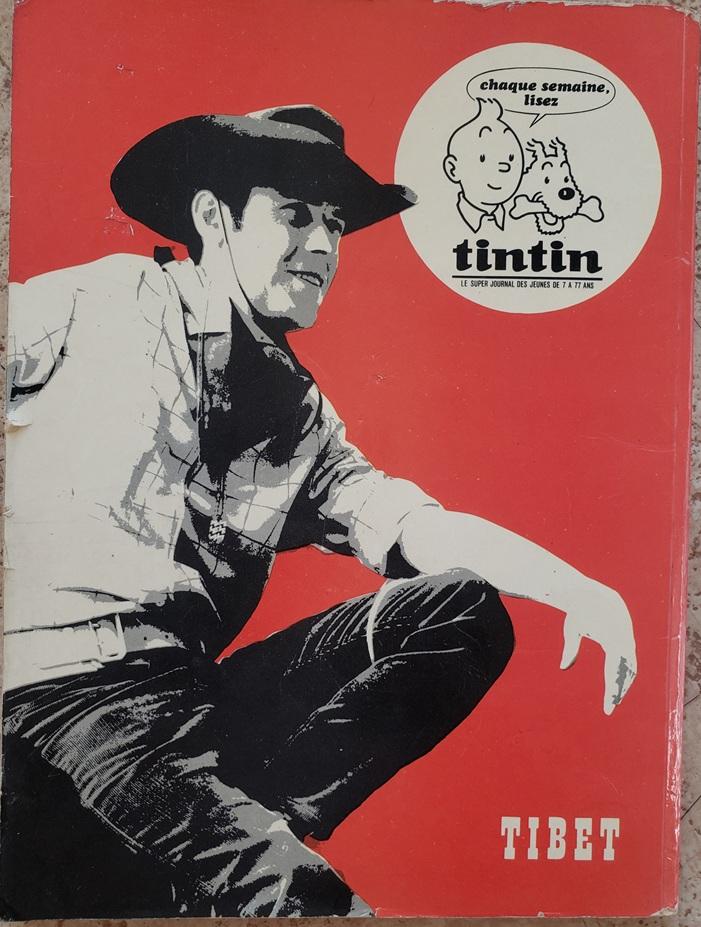 chaque semaine,
lisez
tintin
LE SUPER JOURNAL DES JEUNES DE 7 A 77 ANS
TIBET